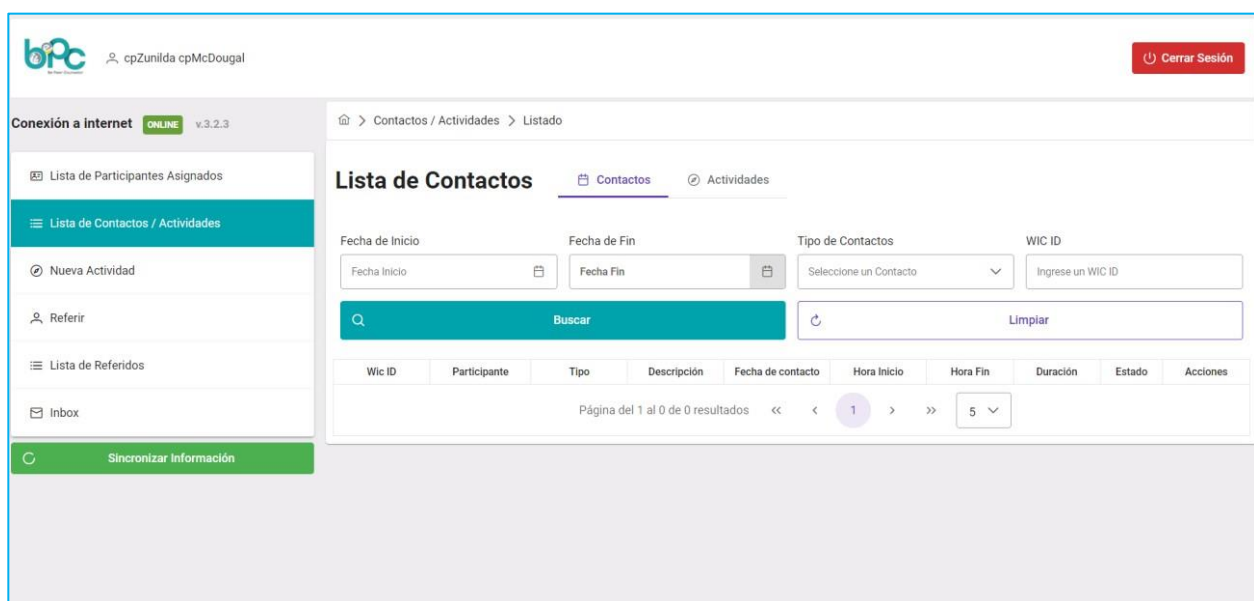 bPc
cpZunilda cpMcDougal
Cerrar Sesión
Conexión a internet ONLINE v.3.2.3
Contactos / Actividades > Listado
Lista de Participantes Asignados
Lista de Contactos / Actividades
Nueva Actividad
Referir
Lista de Referidos
Inbox
Sincronizar Información
Lista de Contactos
Contactos
Actividades
Fecha de Inicio
Fecha de Fin
Tipo de Contactos
WIC ID
Fecha Inicio
Fecha Fin
Seleccione un Contacto
Ingrese un WIC ID
Buscar
Limpiar
Wic ID Participante Tipo Descripción Fecha de contacto Hora Inicio Hora Fin Duración Estado Acciones
Página del 1 al 0 de 0 resultados << < 1 > >> 5